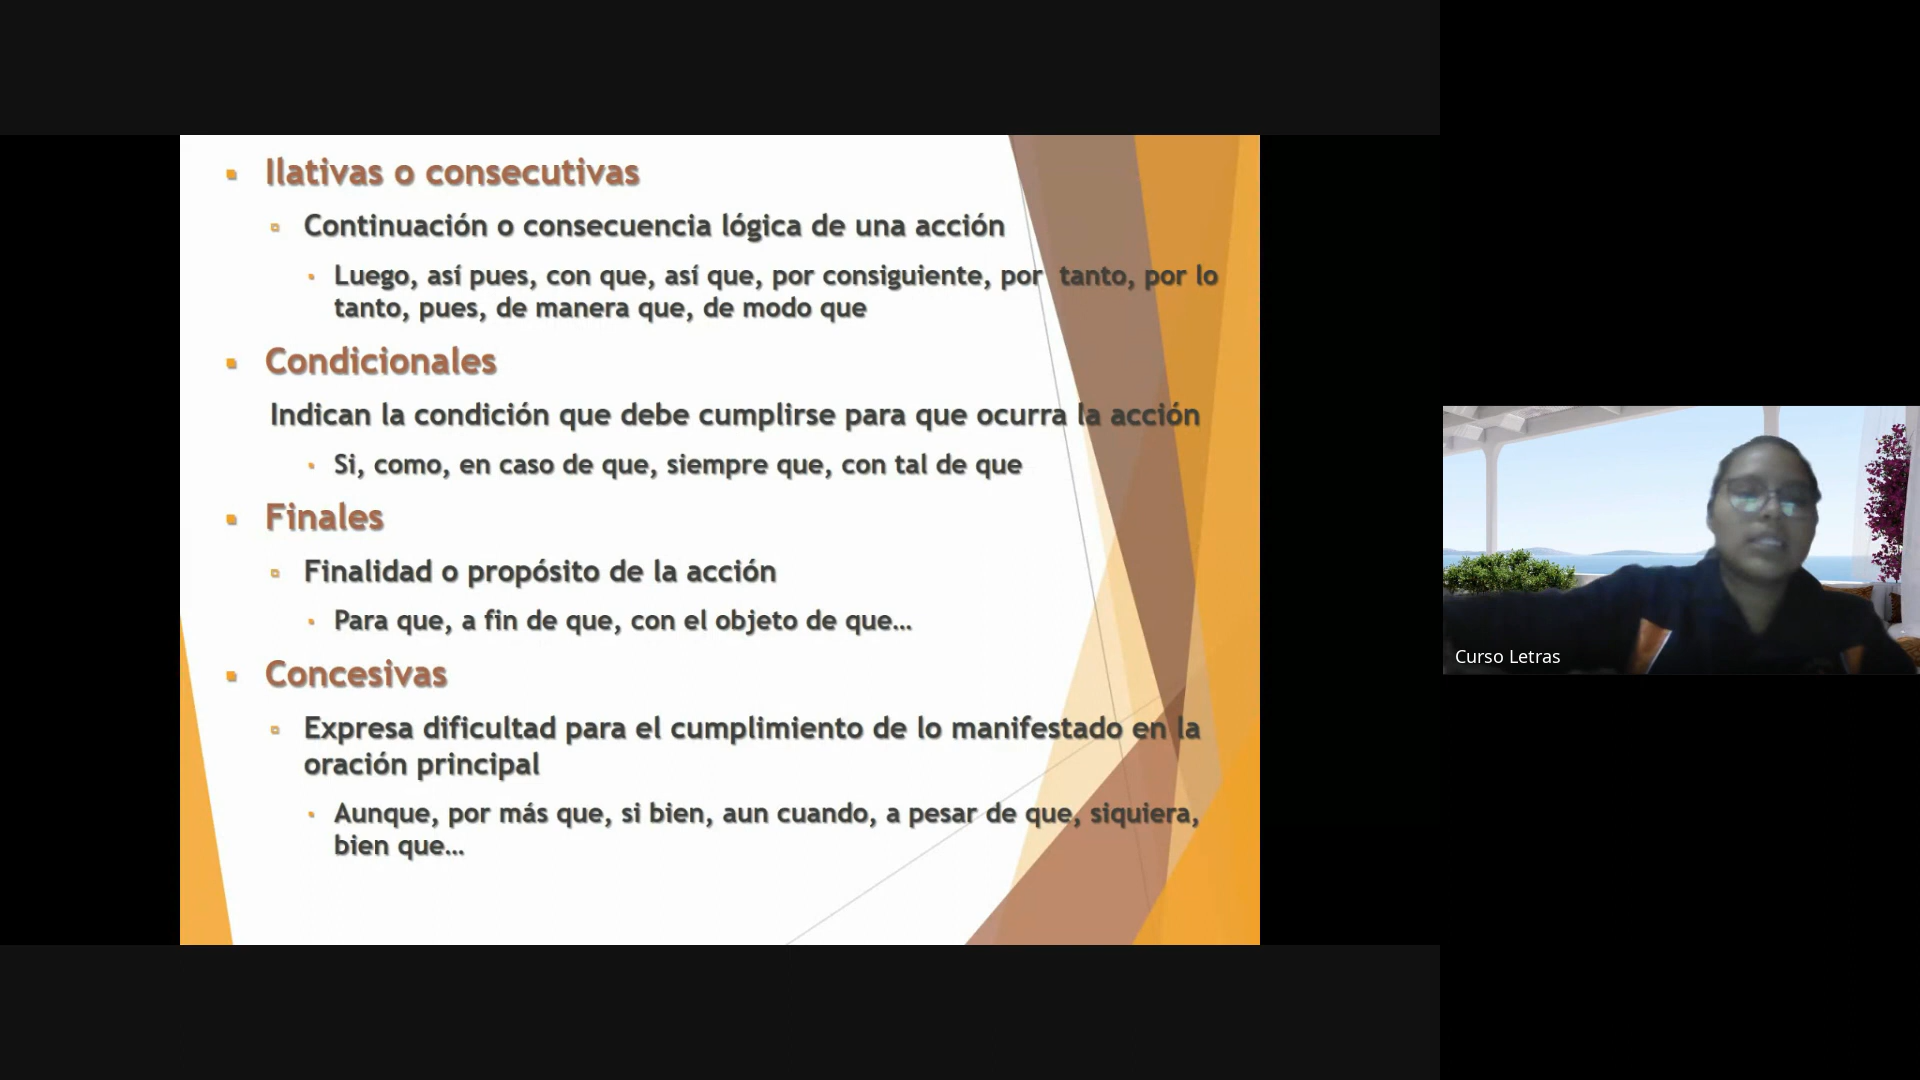 Ilativas o consecutivas
Continuación o consecuencia lógica de una acción
Luego, así pues, con que, así que, por consiguiente, por tanto, por lo
tanto, pues, de manera que, de modo que
Condicionales
Indican la condición que debe cumplirse para que ocurra la acción
Si, como, en caso de que, siempre que, con tal de que
Finales
Finalidad o propósito de la acción
Para que, a fin de que, con el objeto de que…
Concesivas
Expresa dificultad para el cumplimiento de lo manifestado en la
oración principal
Aunque, por más que, si bien, aun cuando, a pesar de que, siquiera,
bien que…
Curso Letras